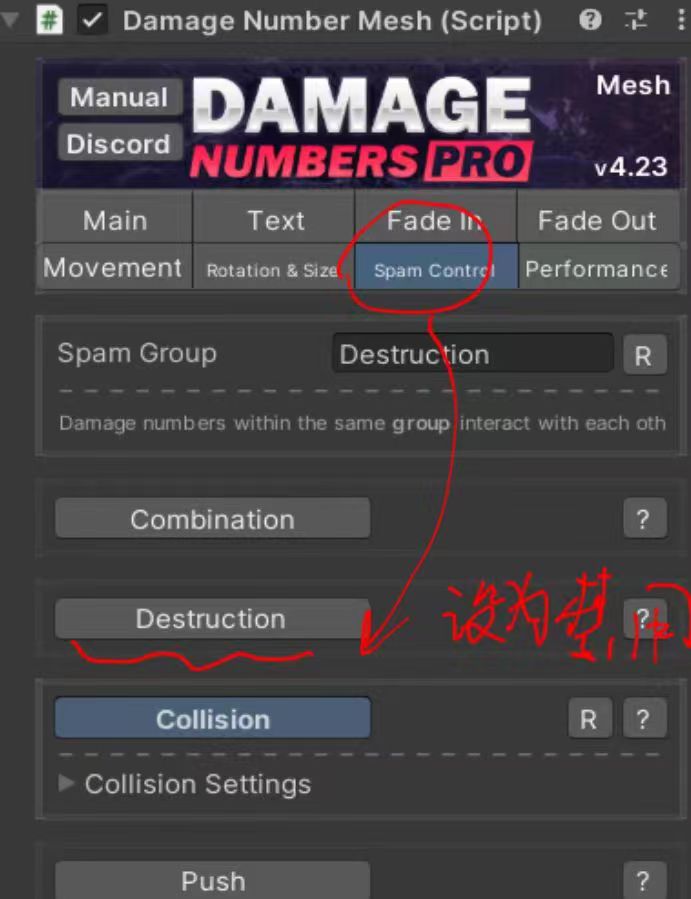 Damage Number Mesh (Script)
Manual
DAMAGE
Mesh
Discord
NUMBERS PRO
v4.23
Main Text Fade In Fade Out
Movement Rotation & Size Spam Control Performance
Spam Group Destruction R
Damage numbers within the same group interact with each oth
Combination ?
Destruction ?
设为禁用
Collision R ?
Collision Settings
Push ?